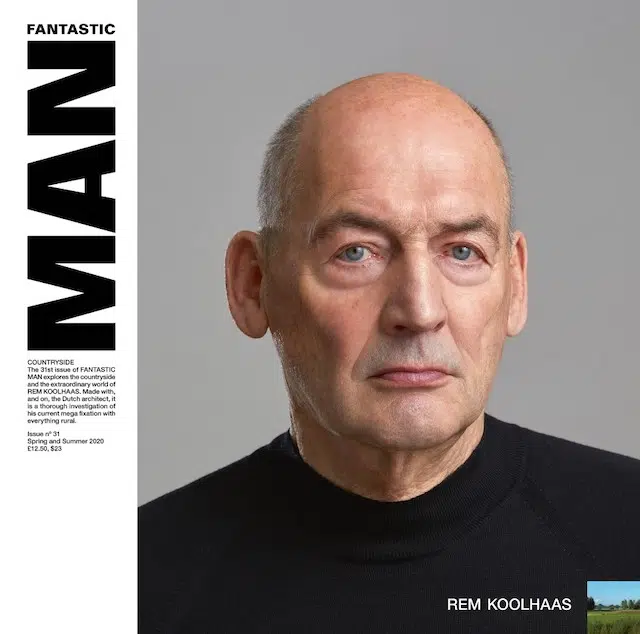 FANTASTIC
MAN
COUNTRYSIDE
The 31st issue of FANTASTIC
MAN explores the countryside
and the extraordinary world of
REM KOOLHAAS. Made with,
and on, the Dutch architect, it
is a thorough investigation of
his current mega fixation with
everything rural.
Issue n° 31
Spring and Summer 2020
£12.50, $23
REM KOOLHAAS